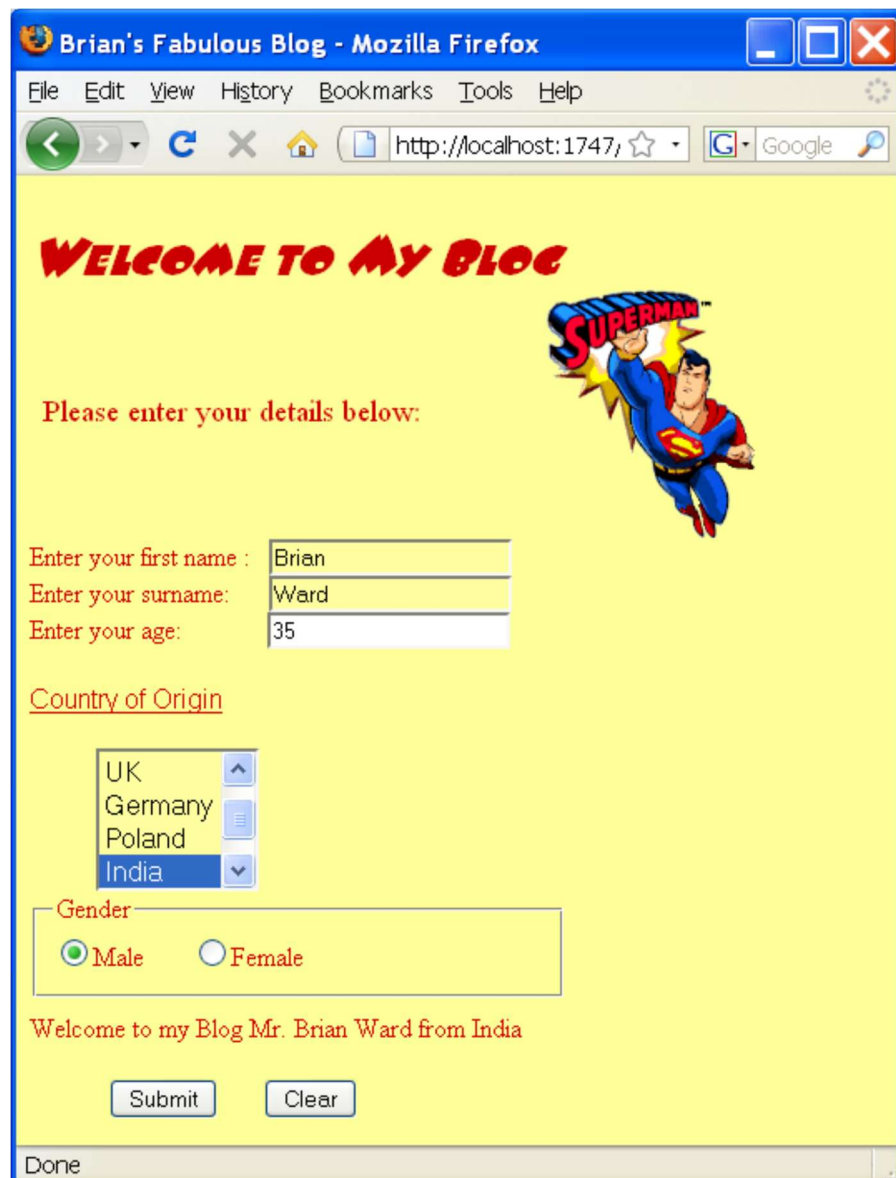 Brian's Fabulous Blog - Mozilla Firefox
File Edit View History Bookmarks Tools Help
http://localhost:1747/ G Google
WELCOME TO MY BLOG
SUPERMAN™
Please enter your details below:
Enter your first name : Brian
Enter your surname: Ward
Enter your age: 35
Country of Origin
UK
Germany
Poland
India
Gender
Male Female
Welcome to my Blog Mr. Brian Ward from India
Submit Clear
Done